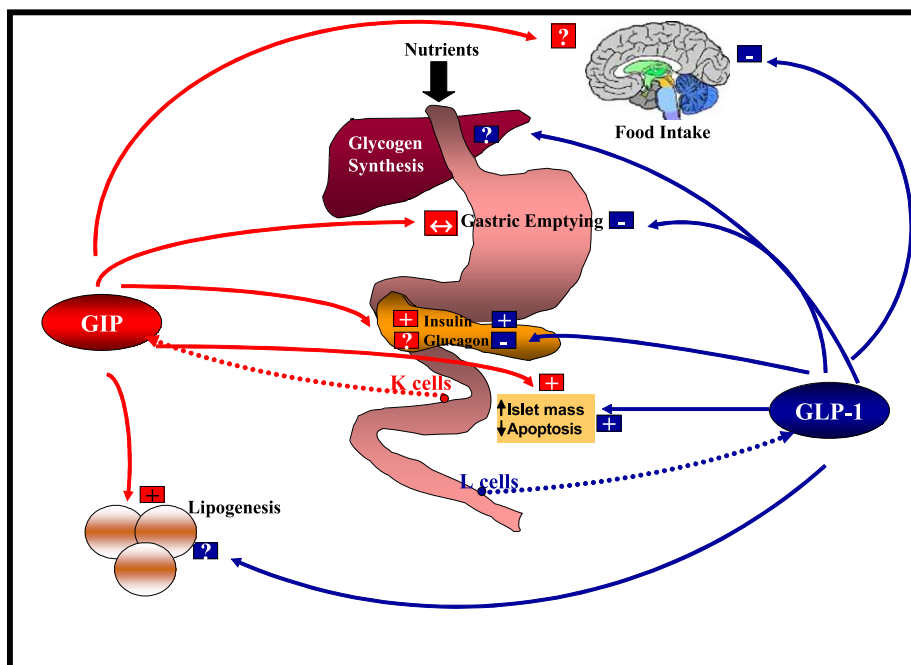 ?
Nutrients
-
Food Intake
Glycogen
Synthesis
?
↔ Gastric Emptying -
GIP
+ Insulin +
? Glucagon -
K cells
+
↑Islet mass
↓Apoptosis
+
GLP-1
L cells
+
Lipogenesis
?